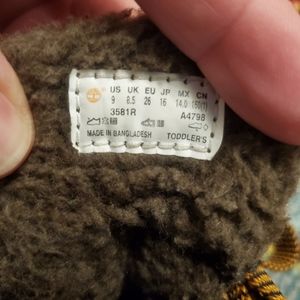 US UK EU JP MX CN
9 8.5 26 16 14.0 160(1)
3581R A4798
MADE IN BANGLADESH TODDLER'S